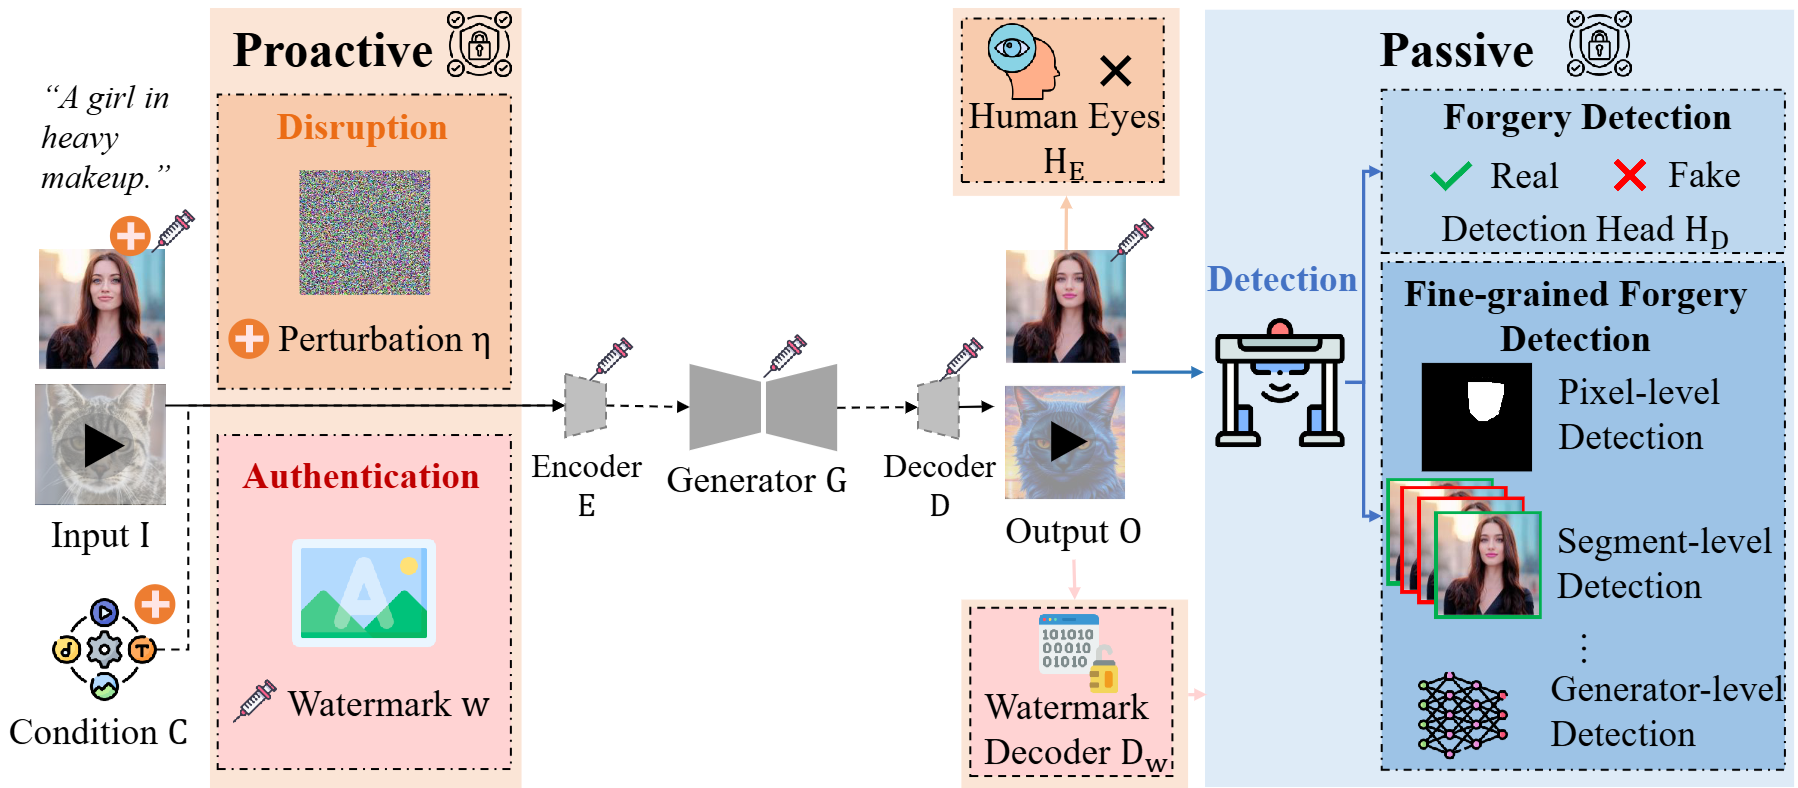 Proactive
“A girl in
heavy
makeup.”
Disruption
Perturbation η
Authentication
Watermark w
Input I
Condition C
T
Encoder
E
Generator G
Decoder
D
Human Eyes
H_E
Output O
101010
00010
01010
Watermark
Decoder D_w
Passive
Detection
Forgery Detection
Real
Fake
Detection Head H_D
Fine-grained Forgery
Detection
Pixel-level
Detection
Segment-level
Detection
⋮
Generator-level
Detection